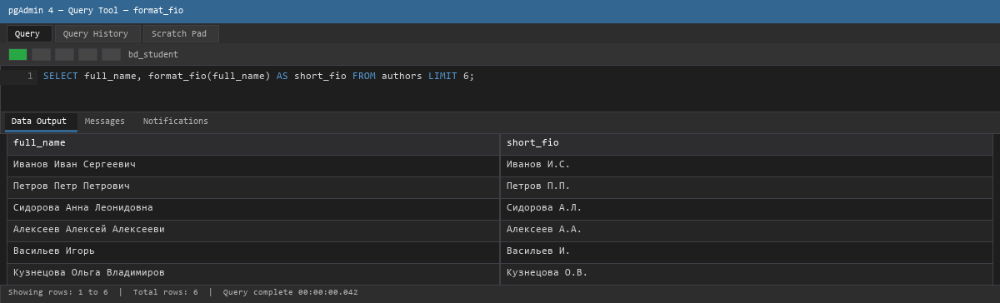 pgAdmin 4 — Query Tool — format_fio
Query Query History Scratch Pad
bd_student
1 SELECT full_name, format_fio(full_name) AS short_fio FROM authors LIMIT 6;
Data Output Messages Notifications
full_name short_fio
Иванов Иван Сергеевич Иванов И.С.
Петров Петр Петрович Петров П.П.
Сидорова Анна Леонидовна Сидорова А.Л.
Алексеев Алексей Алексееви Алексеев А.А.
Васильев Игорь Васильев И.
Кузнецова Ольга Владимиров Кузнецова О.В.
Showing rows: 1 to 6 | Total rows: 6 | Query complete 00:00:00.042